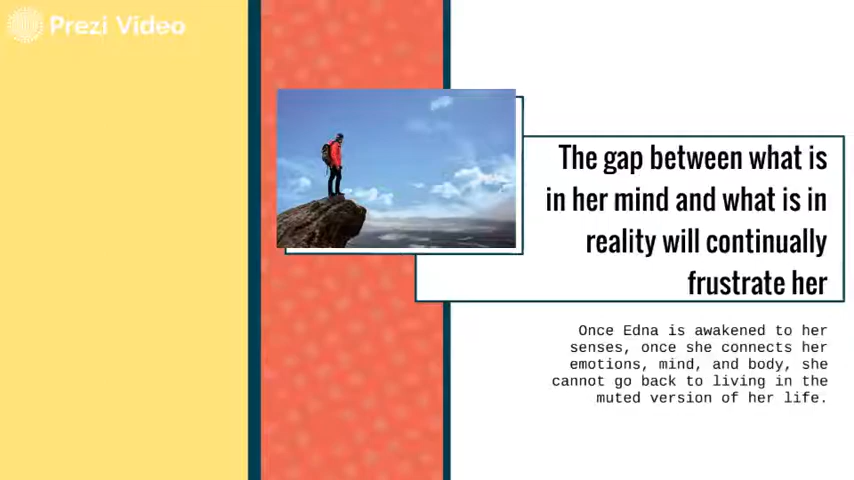 Prezi Video
The gap between what is
in her mind and what is in
reality will continually
frustrate her
Once Edna is awakened to her
senses, once she connects her
emotions, mind, and body, she
cannot go back to living in the
muted version of her life.